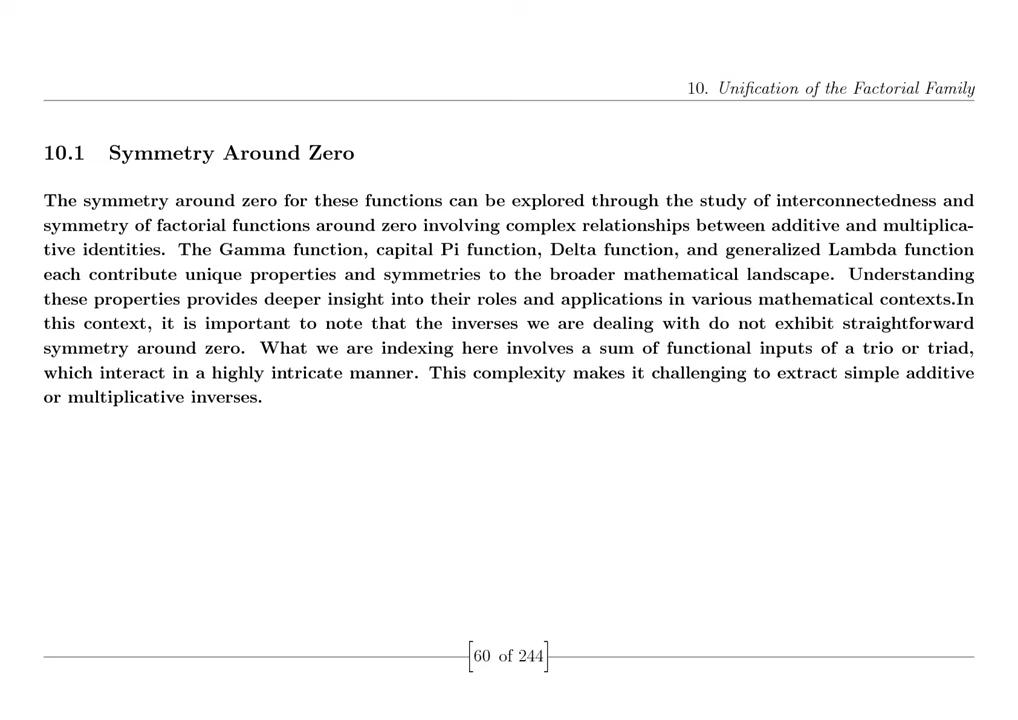 10. Unification of the Factorial Family
10.1 Symmetry Around Zero
The symmetry around zero for these functions can be explored through the study of interconnectedness and
symmetry of factorial functions around zero involving complex relationships between additive and multiplica-
tive identities. The Gamma function, capital Pi function, Delta function, and generalized Lambda function
each contribute unique properties and symmetries to the broader mathematical landscape. Understanding
these properties provides deeper insight into their roles and applications in various mathematical contexts.In
this context, it is important to note that the inverses we are dealing with do not exhibit straightforward
symmetry around zero. What we are indexing here involves a sum of functional inputs of a trio or triad,
which interact in a highly intricate manner. This complexity makes it challenging to extract simple additive
or multiplicative inverses.
[60 of 244]